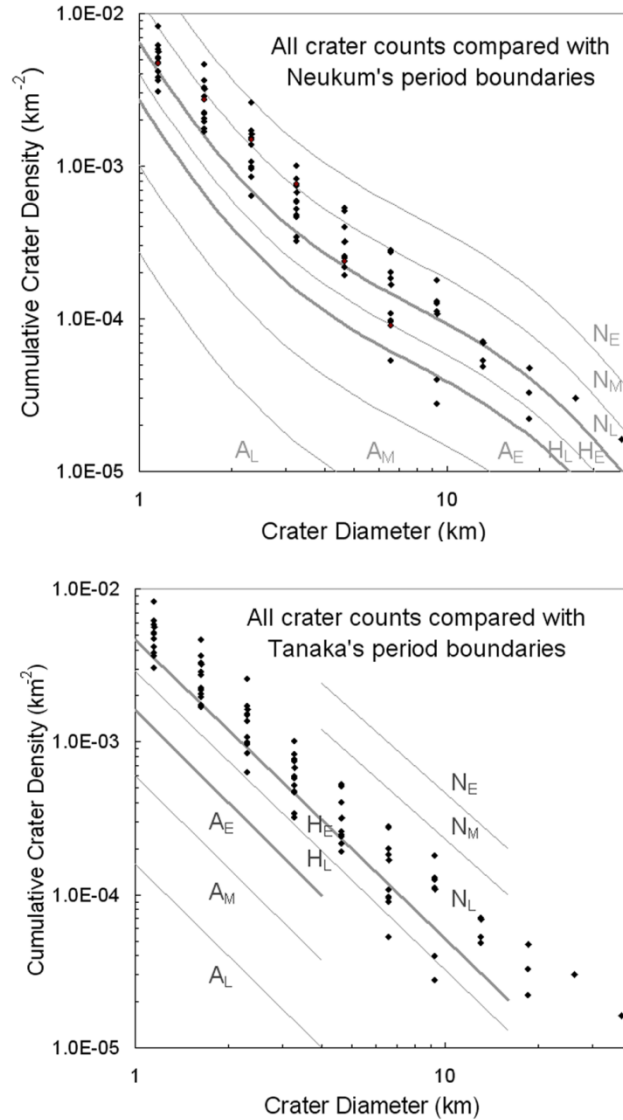 1.0E-02
All crater counts compared with
Neukum's period boundaries
Cumulative Crater Density (km⁻²)
1.0E-03
1.0E-04
1.0E-05
N_E
N_M
N_L
A_L
A_M
A_E
H_L
H_E
1
10
Crater Diameter (km)
1.0E-02
All crater counts compared with
Tanaka's period boundaries
Cumulative Crater Density (km⁻²)
1.0E-03
1.0E-04
1.0E-05
N_E
N_M
N_L
A_E
H_E
H_L
A_M
A_L
1
10
Crater Diameter (km)